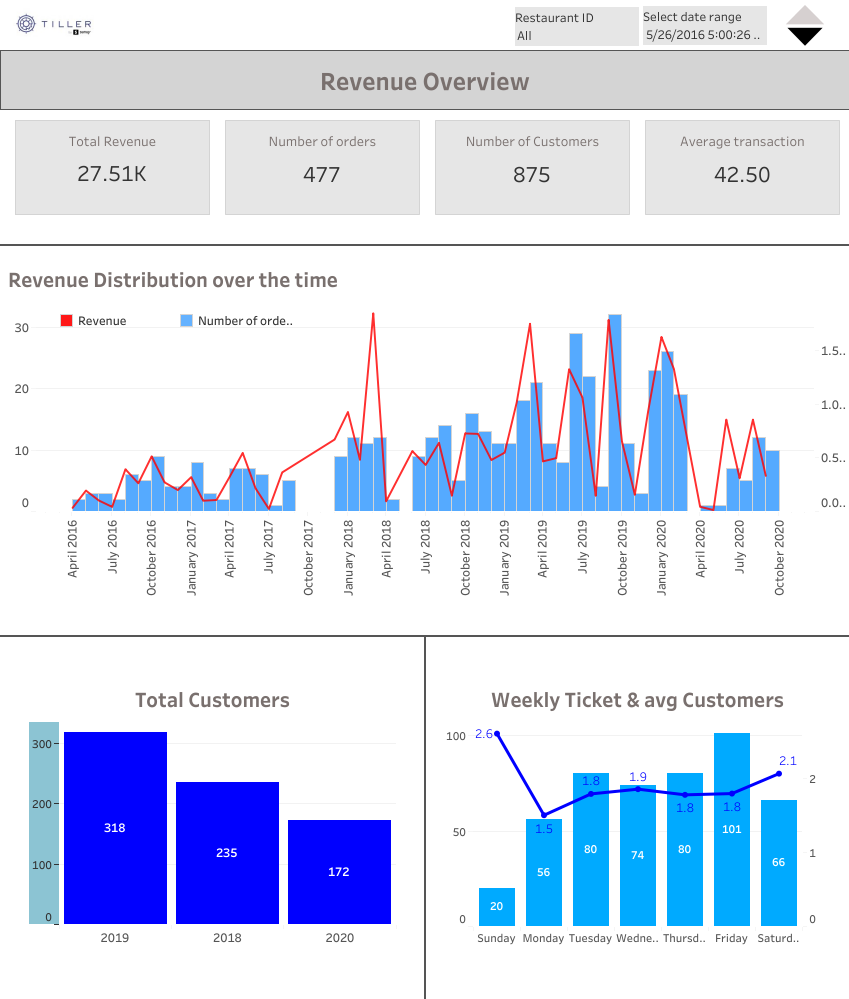 TILLER
Restaurant ID
All
Select date range
5/26/2016 5:00:26 ..
Revenue Overview
Total Revenue
27.51K
Number of orders
477
Number of Customers
875
Average transaction
42.50
Revenue Distribution over the time
Revenue
Number of orde..
30
20
10
0
1.5..
1.0..
0.5..
0.0..
April 2016
July 2016
October 2016
January 2017
April 2017
July 2017
October 2017
January 2018
April 2018
July 2018
October 2018
January 2019
April 2019
July 2019
October 2019
January 2020
April 2020
July 2020
October 2020
Total Customers
300
200
100
0
318
235
172
2019
2018
2020
Weekly Ticket & avg Customers
100
50
0
2
1
0
2.6
1.5
1.8
1.9
1.8
1.8
2.1
20
56
80
74
80
101
66
Sunday
Monday
Tuesday
Wedne..
Thursd..
Friday
Saturd..